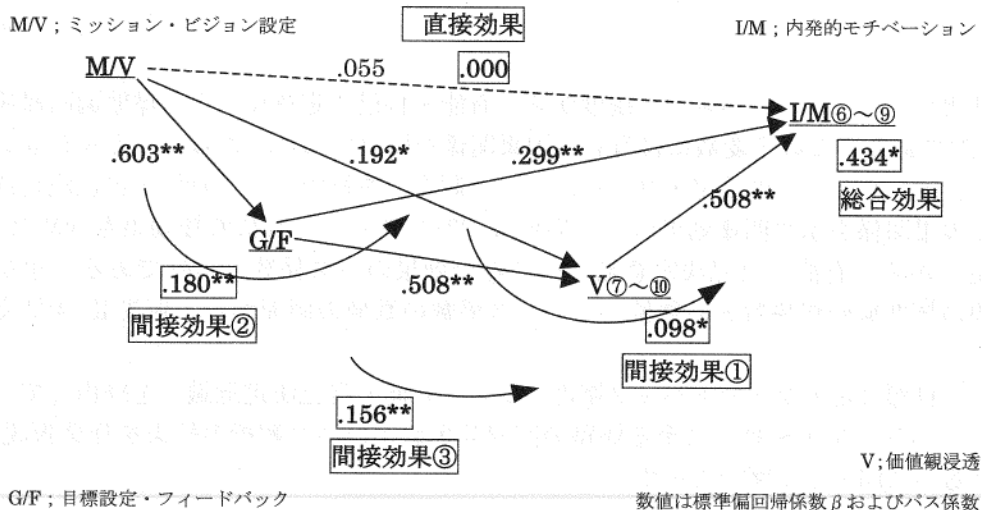 M/V ; ミッション・ビジョン設定
直接効果
I/M ; 内発的モチベーション
M/V
.055
.000
I/M⑥～⑨
.603**
.192*
.299**
.434*
.508**
総合効果
G/F
.180**
.508**
V⑦～⑩
間接効果②
.098*
間接効果①
.156**
間接効果③
V;価値観浸透
G/F ; 目標設定・フィードバック
数値は標準偏回帰係数βおよびパス係数